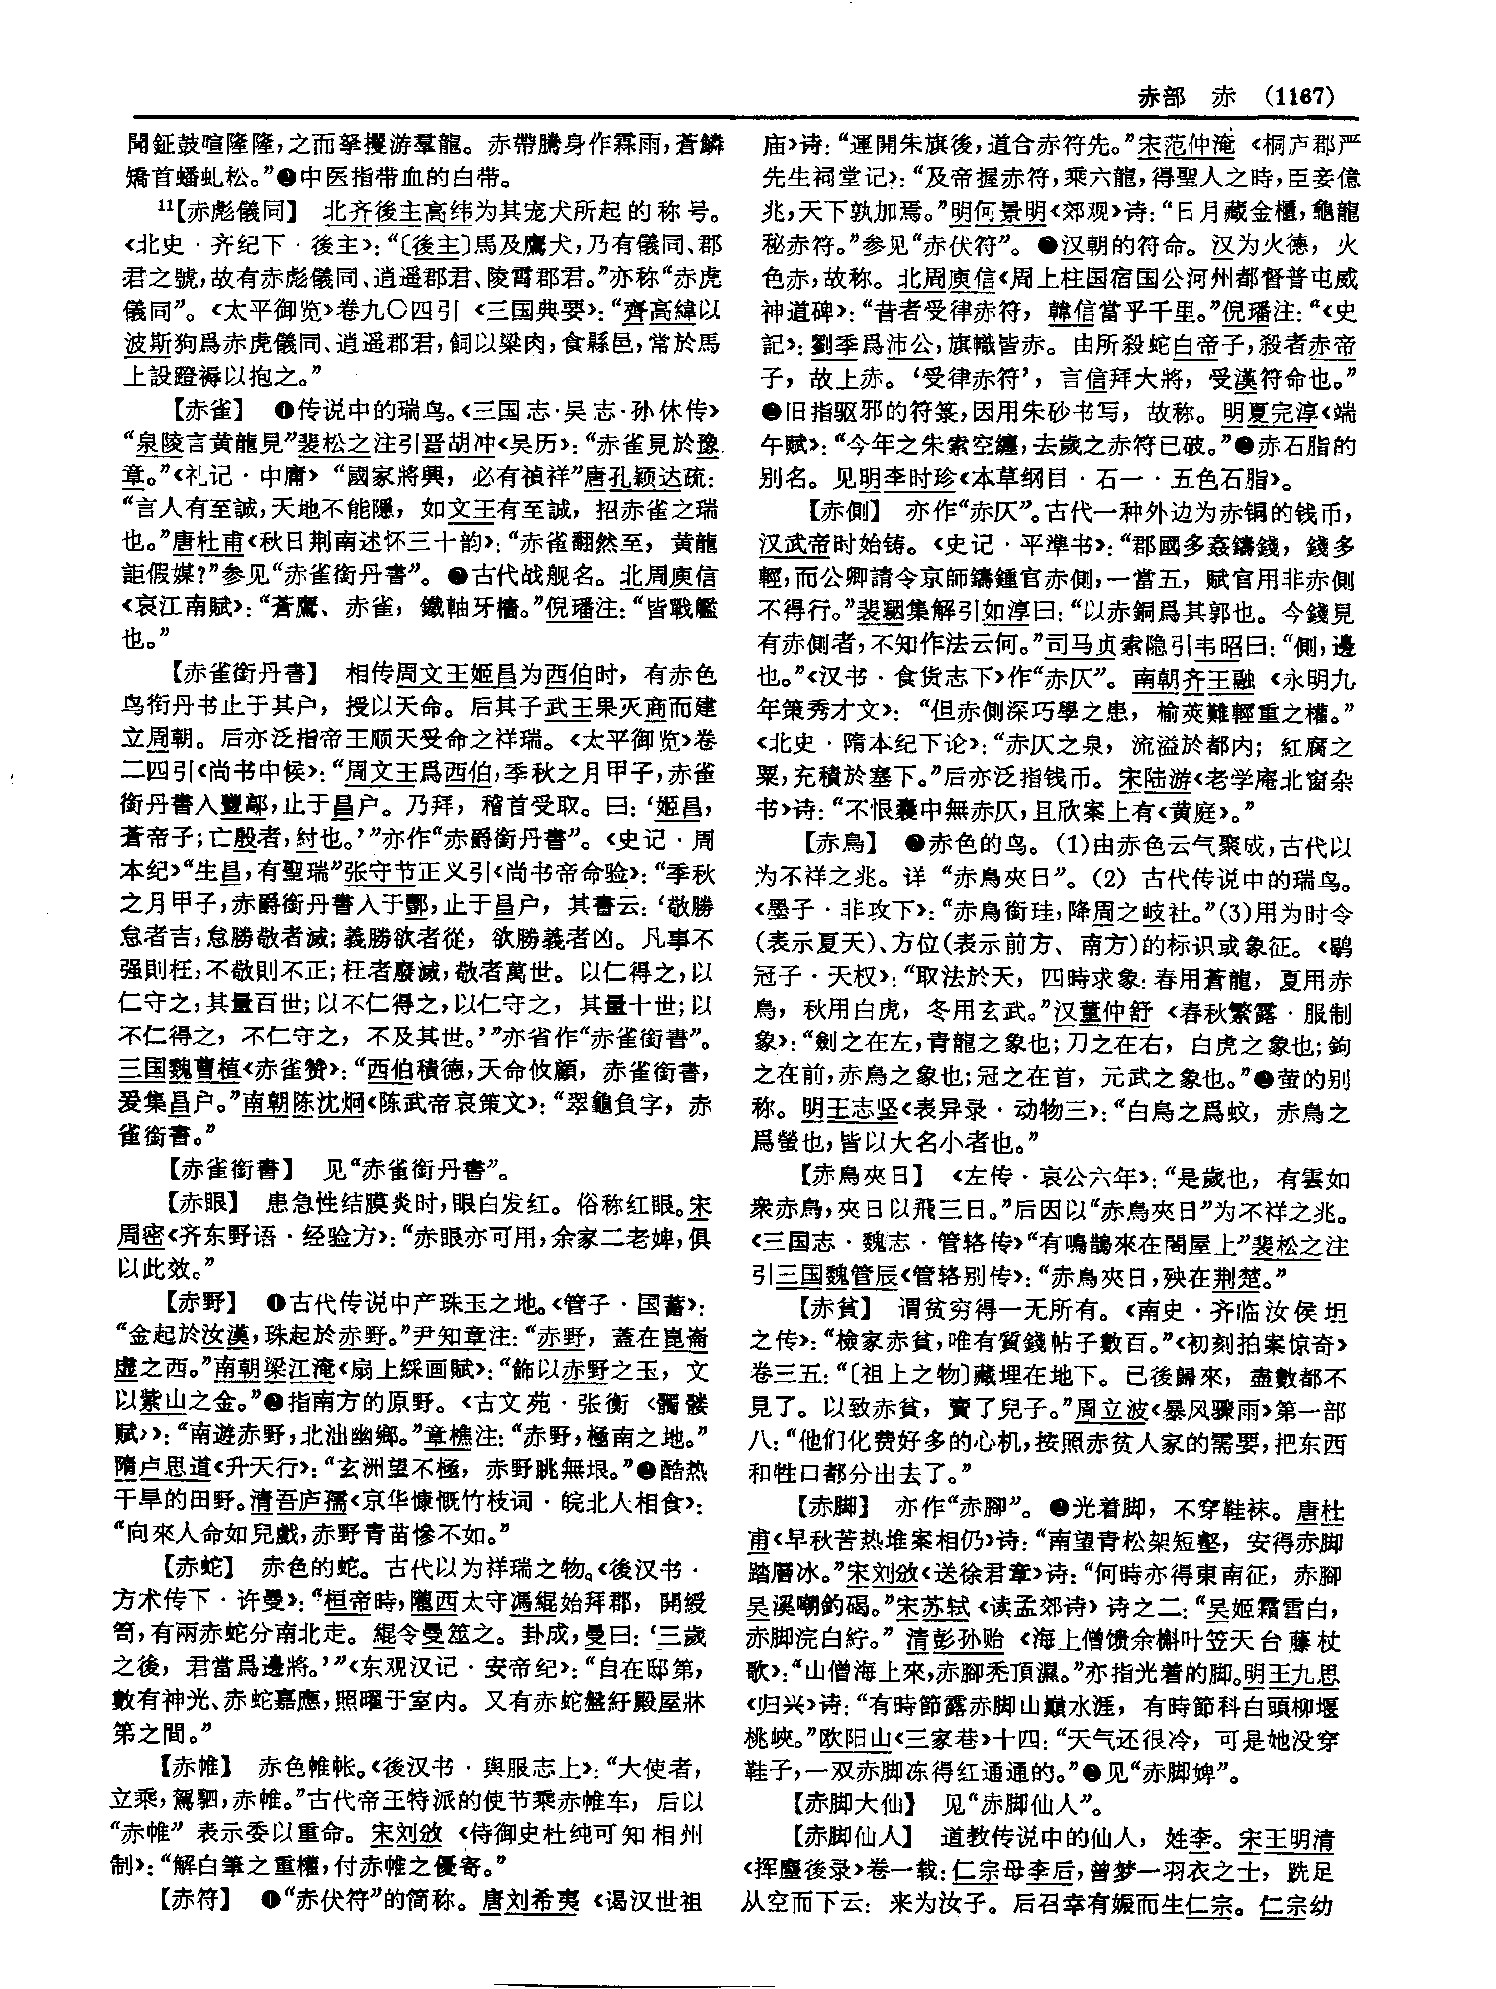 赤部 赤 (1167)
閒鉦鼓喧隆隆，之而拏攫游羣龍。赤帶騰身作霖雨，蒼鱗
矯首蟠虬松。”❷中医指带血的白带。
11【赤彪儀同】 北齐後主高纬为其宠犬所起的称号。
《北史·齐纪下·後主》：“〔後主〕馬及鷹犬，乃有儀同、郡
君之號，故有赤彪儀同、逍遥郡君、陵霄郡君。”亦称“赤虎
儀同”。《太平御览》卷九〇四引《三国典要》：“齊高緯以
波斯狗爲赤虎儀同、逍遥郡君，飼以粱肉，食縣邑，常於馬
上設蹬褥以抱之。”
【赤雀】 ❶传说中的瑞鸟。《三国志·吴志·孙休传》
“泉陵言黄龍見”裴松之注引晋胡冲《吴历》：“赤雀見於豫
章。”《礼记·中庸》“國家將興，必有禎祥”唐孔颖达疏：
“言人有至誠，天地不能隱，如文王有至誠，招赤雀之瑞
也。”唐杜甫《秋日荆南述怀三十韵》：“赤雀翻然至，黄龍
詎假媒？”参见“赤雀銜丹書”。❷古代战舰名。北周庾信
《哀江南赋》：“蒼鷹、赤雀，鐵軸牙檣。”倪璠注：“皆戰艦
也。”
【赤雀銜丹書】 相传周文王姬昌为西伯时，有赤色
鸟衔丹书止于其户，授以天命。后其子武王果灭商而建
立周朝。后亦泛指帝王顺天受命之祥瑞。《太平御览》卷
二四引《尚书中候》：“周文王爲西伯，季秋之月甲子，赤雀
銜丹書入豐鄗，止于昌户。乃拜，稽首受取。曰：‘姬昌，
蒼帝子；亡殷者，紂也。’”亦作“赤爵銜丹書”。《史记·周
本纪》“生昌，有聖瑞”张守节正义引《尚书帝命验》：“季秋
之月甲子，赤爵銜丹書入于酆，止于昌户，其書云：‘敬勝
怠者吉，怠勝敬者滅；義勝欲者從，欲勝義者凶。凡事不
强則枉，不敬則不正；枉者廢滅，敬者萬世。以仁得之，以
仁守之，其量百世；以不仁得之，以仁守之，其量十世；以
不仁得之，不仁守之，不及其世。’”亦省作“赤雀銜書”。
三国魏曹植《赤雀赞》：“西伯積德，天命攸顧，赤雀銜書，
爰集昌户。”南朝陈沈炯《陈武帝哀策文》：“翠龜負字，赤
雀銜書。”
【赤雀銜書】 见“赤雀銜丹書”。
【赤眼】 患急性结膜炎时，眼白发红。俗称红眼。宋
周密《齐东野语·经验方》：“赤眼亦可用，余家二老婢，俱
以此效。”
【赤野】 ❶古代传说中产珠玉之地。《管子·国蓄》：
“金起於汝漢，珠起於赤野。”尹知章注：“赤野，蓋在崑崙
虚之西。”南朝梁江淹《扇上綵画赋》：“飾以赤野之玉，文
以紫山之金。”❷指南方的原野。《古文苑·张衡〈髑髅
赋〉》：“南遊赤野，北泏幽鄉。”章樵注：“赤野，極南之地。”
隋卢思道《升天行》：“玄洲望不極，赤野眺無垠。”❸酷热
干旱的田野。清吾庐孺《京华慷慨竹枝词·皖北人相食》：
“向來人命如兒戲，赤野青苗慘不如。”
【赤蛇】 赤色的蛇。古代以为祥瑞之物。《後汉书·
方术传下·许曼》：“桓帝時，隴西太守馮緄始拜郡，開綬
笥，有兩赤蛇分南北走。緄令曼筮之。卦成，曼曰：‘三歲
之後，君當爲邊將。’”《东观汉记·安帝纪》：“自在邸第，
數有神光、赤蛇嘉應，照曜于室内。又有赤蛇盤紆殿屋牀
第之間。”
【赤帷】 赤色帷帐。《後汉书·舆服志上》：“大使者，
立乘，駕駟，赤帷。”古代帝王特派的使节乘赤帷车，后以
“赤帷”表示委以重命。宋刘攽《侍御史杜纯可知相州
制》：“解白筆之重權，付赤帷之優寄。”
【赤符】 ❶“赤伏符”的简称。唐刘希夷《谒汉世祖
庙》诗：“運開朱旗後，道合赤符先。”宋范仲淹《桐庐郡严
先生祠堂记》：“及帝握赤符，乘六龍，得聖人之時，臣妾億
兆，天下孰加焉。”明何景明《郊观》诗：“日月藏金櫃，龜龍
秘赤符。”参见“赤伏符”。❷汉朝的符命。汉为火德，火
色赤，故称。北周庾信《周上柱国宿国公河州都督普屯威
神道碑》：“昔者受律赤符，韓信當乎千里。”倪璠注：“《史
記》：劉季爲沛公，旗幟皆赤。由所殺蛇白帝子，殺者赤帝
子，故上赤。‘受律赤符’，言信拜大將，受漢符命也。”
❸旧指驱邪的符箓，因用朱砂书写，故称。明夏完淳《端
午赋》：“今年之朱索空纏，去歲之赤符已破。”❹赤石脂的
别名。见明李时珍《本草纲目·石一·五色石脂》。
【赤側】 亦作“赤仄”。古代一种外边为赤铜的钱币，
汉武帝时始铸。《史记·平準书》：“郡國多姦鑄錢，錢多
輕，而公卿請令京師鑄鍾官赤側，一當五，賦官用非赤側
不得行。”裴駰集解引如淳曰：“以赤銅爲其郭也。今錢見
有赤側者，不知作法云何。”司马贞索隐引韦昭曰：“側，邊
也。”《汉书·食货志下》作“赤仄”。南朝齐王融《永明九
年策秀才文》：“但赤側深巧學之患，榆莢難輕重之權。”
《北史·隋本纪下论》：“赤仄之泉，流溢於都内；紅腐之
粟，充積於塞下。”后亦泛指钱币。宋陆游《老学庵北窗杂
书》诗：“不恨囊中無赤仄，且欣案上有《黄庭》。”
【赤鳥】 ❶赤色的鸟。(1)由赤色云气聚成，古代以
为不祥之兆。详“赤鳥夾日”。(2)古代传说中的瑞鸟。
《墨子·非攻下》：“赤鳥銜珪，降周之岐社。”(3)用为时令
(表示夏天)、方位(表示前方、南方)的标识或象征。《鹖
冠子·天权》：“取法於天，四時求象：春用蒼龍，夏用赤
鳥，秋用白虎，冬用玄武。”汉董仲舒《春秋繁露·服制
象》：“劍之在左，青龍之象也；刀之在右，白虎之象也；鉤
之在前，赤鳥之象也；冠之在首，元武之象也。”❷萤的别
称。明王志坚《表异录·动物三》：“白鳥之爲蚊，赤鳥之
爲螢也，皆以大名小者也。”
【赤鳥夾日】 《左传·哀公六年》：“是歲也，有雲如
衆赤鳥，夾日以飛三日。”后因以“赤鳥夾日”为不祥之兆。
《三国志·魏志·管辂传》“有鳴鵲來在閣屋上”裴松之注
引三国魏管辰《管辂别传》：“赤鳥夾日，殃在荆楚。”
【赤貧】 谓贫穷得一无所有。《南史·齐临汝侯坦
之传》：“檢家赤貧，唯有質錢帖子數百。”《初刻拍案惊奇》
卷三五：“〔祖上之物〕藏埋在地下。已後歸來，盡數都不
見了。以致赤貧，賣了兒子。”周立波《暴风骤雨》第一部
八：“他们化费好多的心机，按照赤贫人家的需要，把东西
和牲口都分出去了。”
【赤脚】 亦作“赤腳”。❶光着脚，不穿鞋袜。唐杜
甫《早秋苦热堆案相仍》诗：“南望青松架短壑，安得赤脚
踏層冰。”宋刘攽《送徐君章》诗：“何時亦得東南征，赤腳
吴溪嘲釣碣。”宋苏轼《读孟郊诗》诗之二：“吴姬霜雪白，
赤脚浣白紵。”清彭孙贻《海上僧馈余槲叶笠天台藤杖
歌》：“山僧海上來，赤腳秃頂濕。”亦指光着的脚。明王九思
《归兴》诗：“有時節露赤脚山巔水涯，有時節科白頭柳堰
桃峽。”欧阳山《三家巷》十四：“天气还很冷，可是她没穿
鞋子，一双赤脚冻得红通通的。”❷见“赤脚婢”。
【赤脚大仙】 见“赤脚仙人”。
【赤脚仙人】 道教传说中的仙人，姓李。宋王明清
《挥麈後录》卷一载：仁宗母李后，曾梦一羽衣之士，跣足
从空而下云：来为汝子。后召幸有娠而生仁宗。仁宗幼